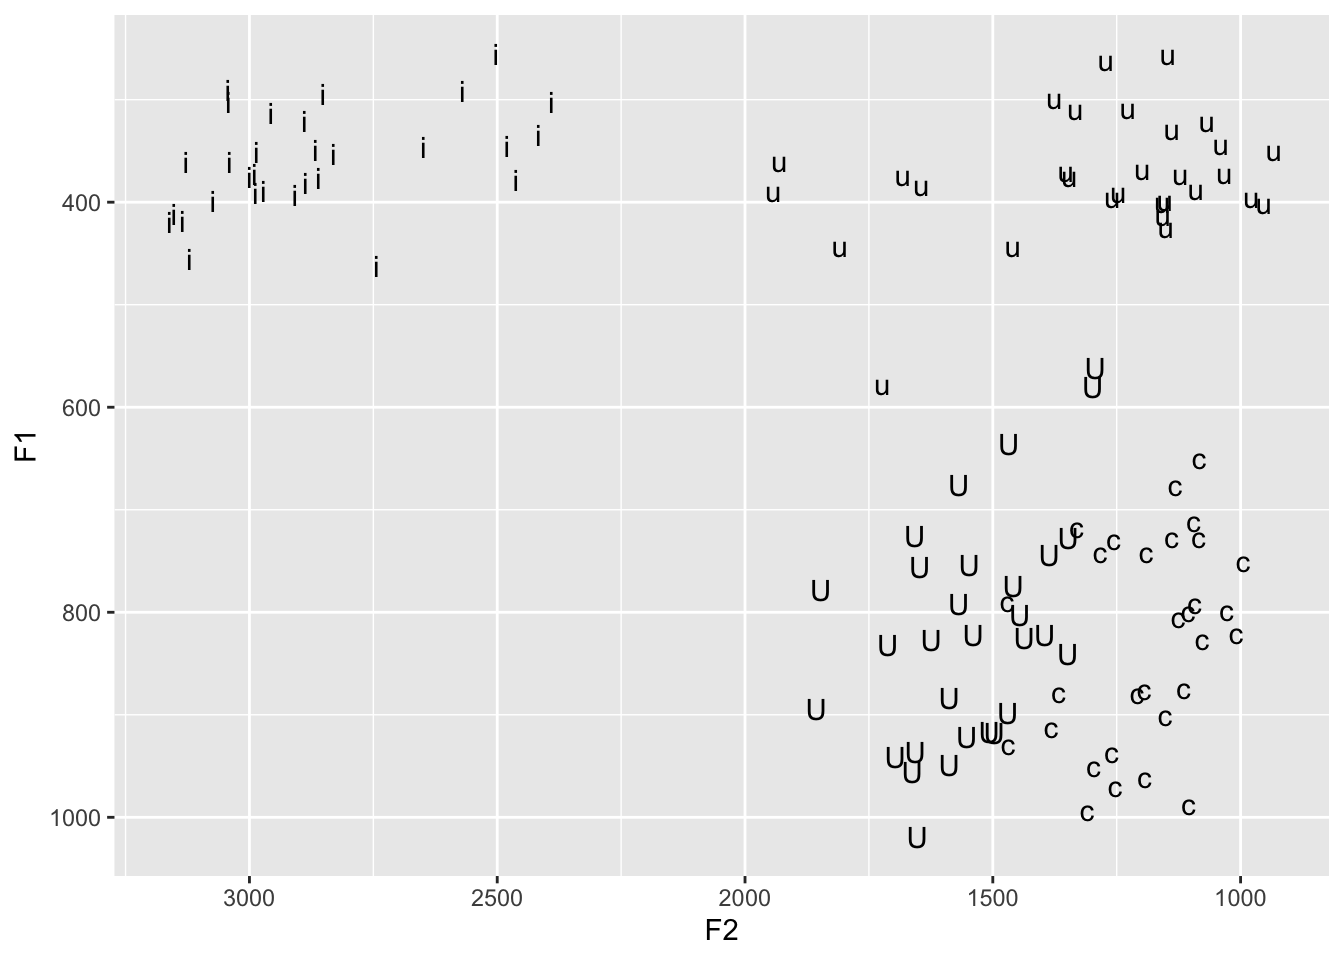 i u u
i i i i i u u u u
i i u u
i i i i i i i u u
i i i i i i i i i u u u u u u
i i i i u u u u u u u u
400
i i i u u
i i u u
U
U
600
u
U
c
U c
U U c c c c
U U U U c c c
U U U c c c c c
800
U U U U U U c c c
U
U U U c c c c
U U U U c c c
U U U U c c c
U c c
1000
U
3000 2500 2000 1500 1000
F2
F1